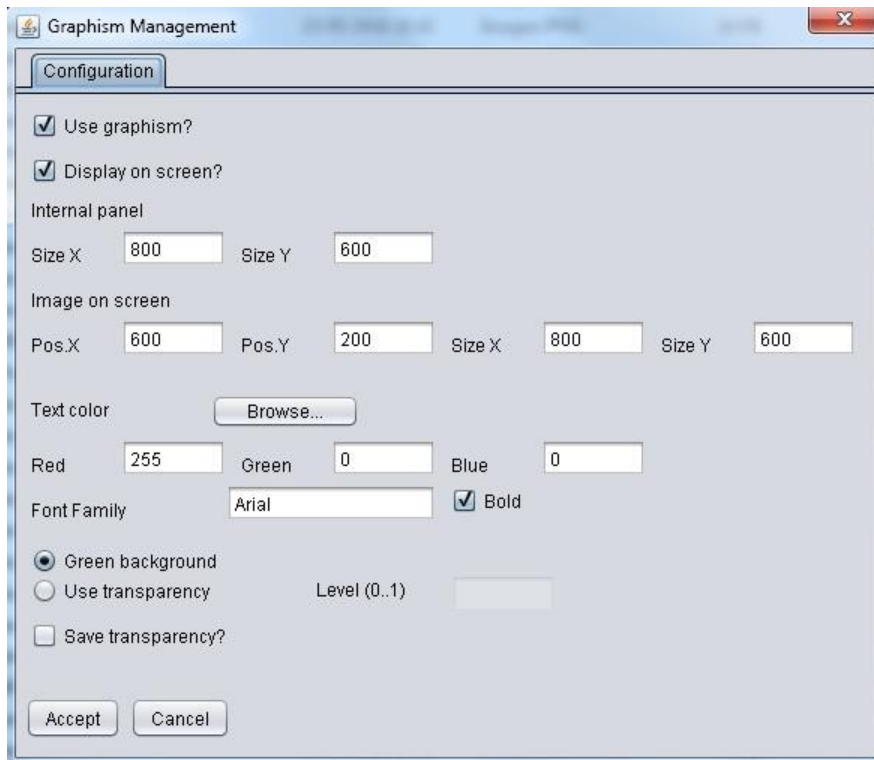 Graphism Management
Configuration
Use graphism?
Display on screen?
Internal panel
Size X 800 Size Y 600
Image on screen
Pos.X 600 Pos.Y 200 Size X 800 Size Y 600
Text color Browse...
Red 255 Green 0 Blue 0
Font Family Arial Bold
Green background
Use transparency Level (0..1)
Save transparency?
Accept Cancel